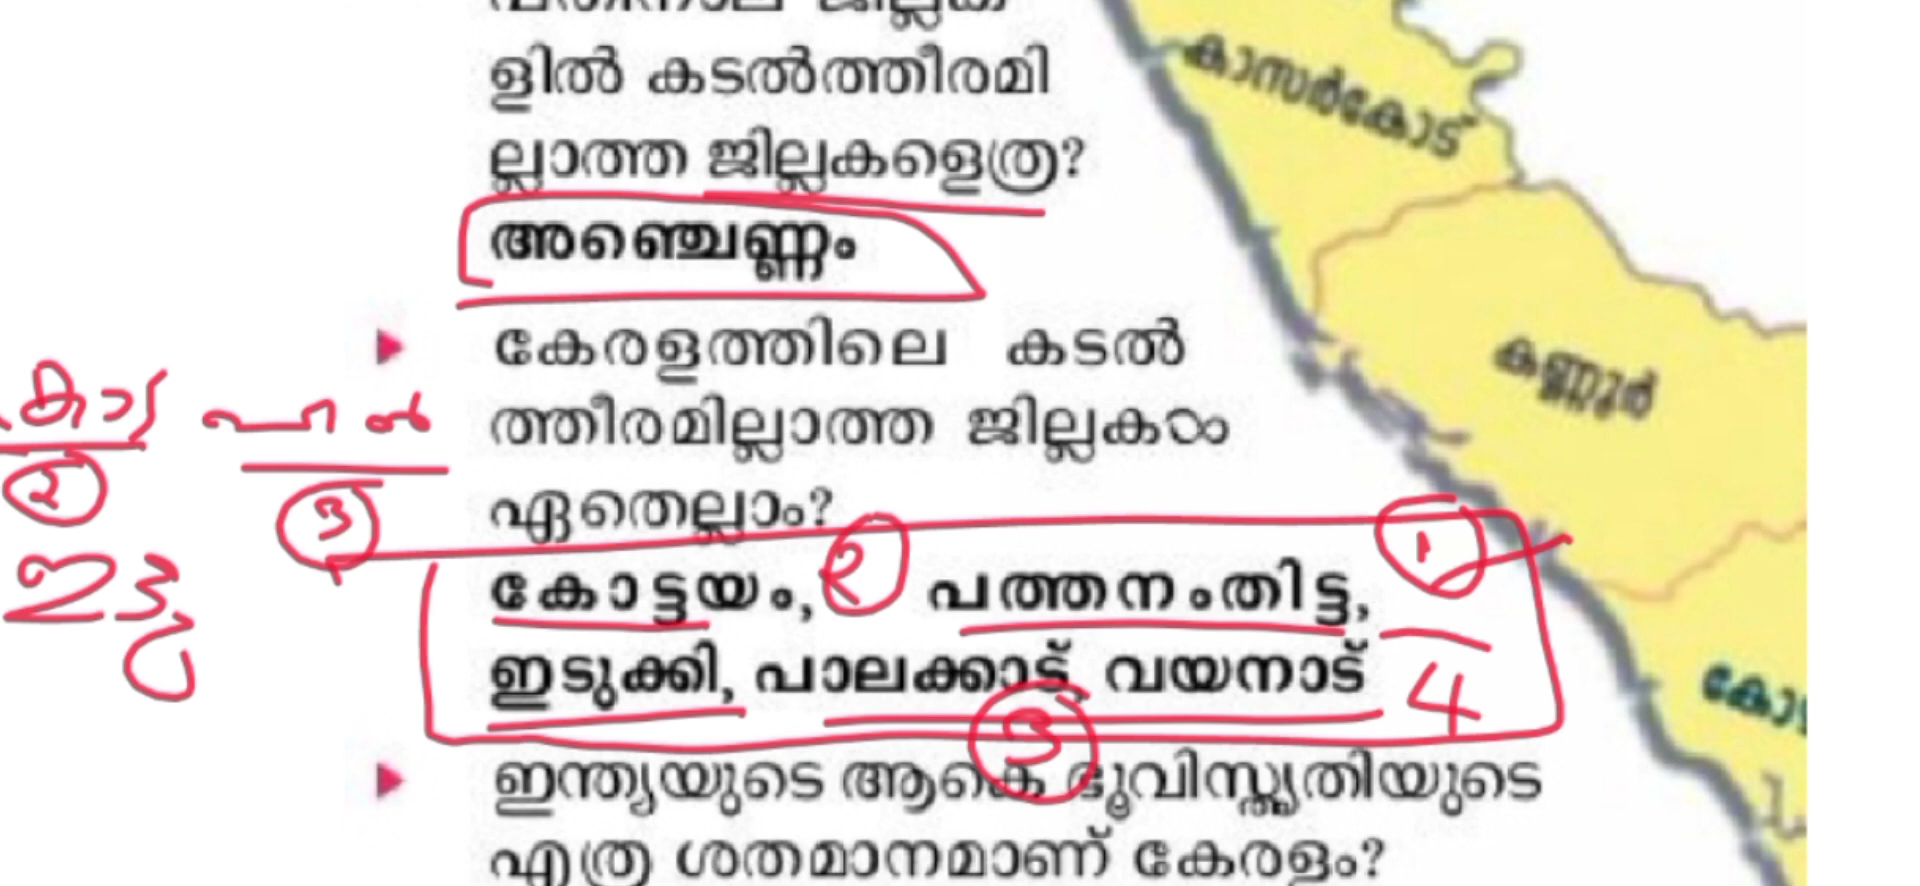 ളിൽ കടൽത്തീരമി
ല്ലാത്ത ജില്ലകളെത്ര?
അഞ്ചെണ്ണം
കേരളത്തിലെ കടൽ
ത്തീരമില്ലാത്ത ജില്ലകൾ
ഏതെല്ലാം?
കോട്ടയം, 2 പത്തനംതിട്ട, 1
ഇടുക്കി, പാലക്കാട്, വയനാട് 4
3
ഇന്ത്യയുടെ ആകെ ഭൂവിസ്തൃതിയുടെ
എത്ര ശതമാനമാണ് കേരളം?
2
3
കാസർകോട്
കണ്ണൂർ